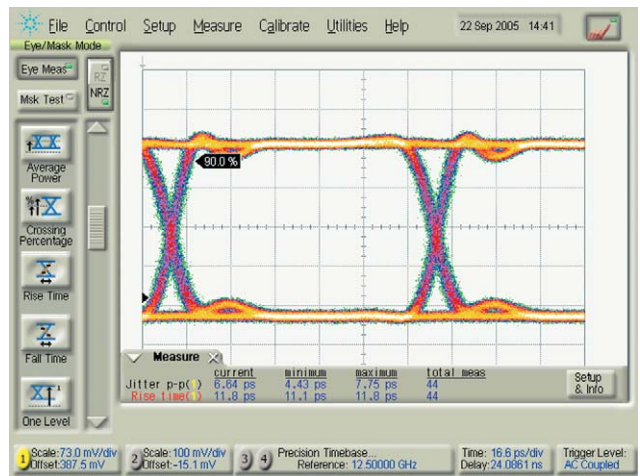 File Control Setup Measure Calibrate Utilities Help 22 Sep 2005 14:41
Eye/Mask Mode
Eye Meas
RZ
NRZ
Msk Test
Average
Power
Crossing
Percentage
Rise Time
Fall Time
One Level
90.0 %
Measure
current minimum maximum total meas
Jitter p-p(1) 6.64 ps 4.43 ps 7.75 ps 44
Rise time(1) 11.8 ps 11.1 ps 11.8 ps 44
Setup
& Info
1 Scale:73.0 mV/div
Offset:387.5 mV
2 Scale:100 mV/div
Offset:-15.1 mV
3 4
Precision Timebase...
Reference: 12.50000 GHz
Time: 16.6 ps/div
Delay:24.0861 ns
Trigger Level:
AC Coupled